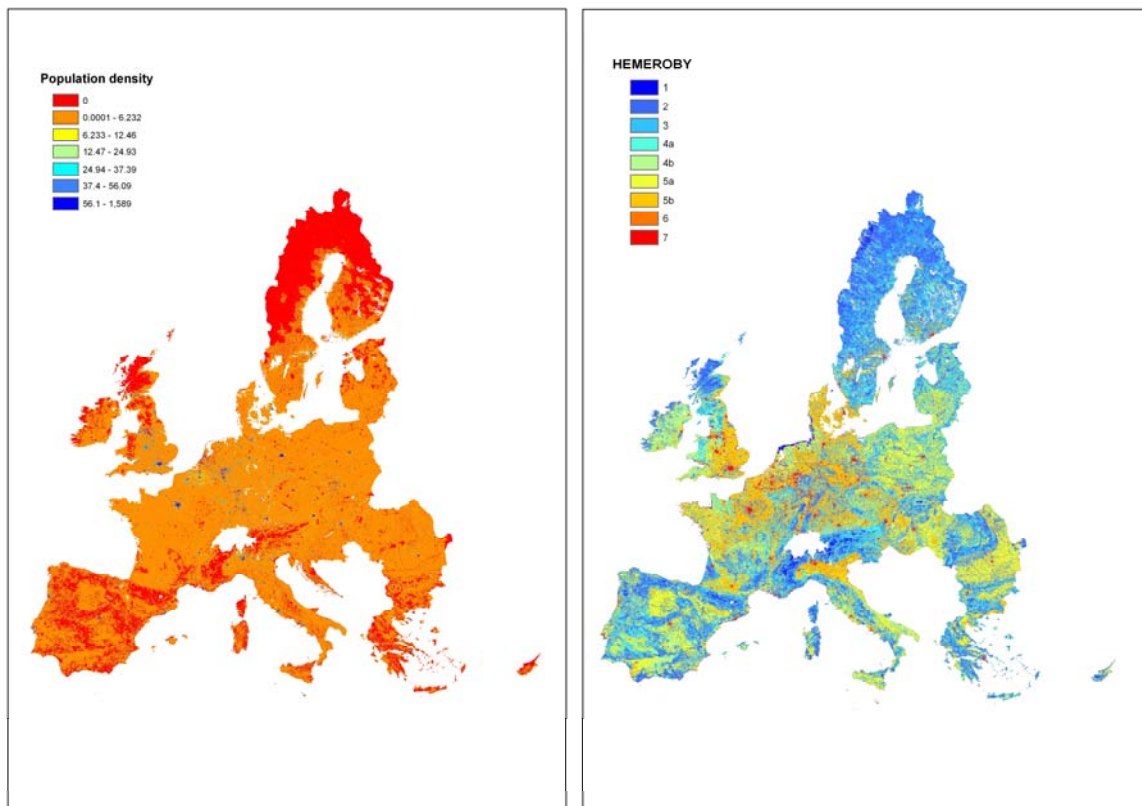 Population density
0
0.0001 - 6.232
6.233 - 12.46
12.47 - 24.93
24.94 - 37.39
37.4 - 56.09
56.1 - 1,589
HEMEROBY
1
2
3
4a
4b
5a
5b
6
7